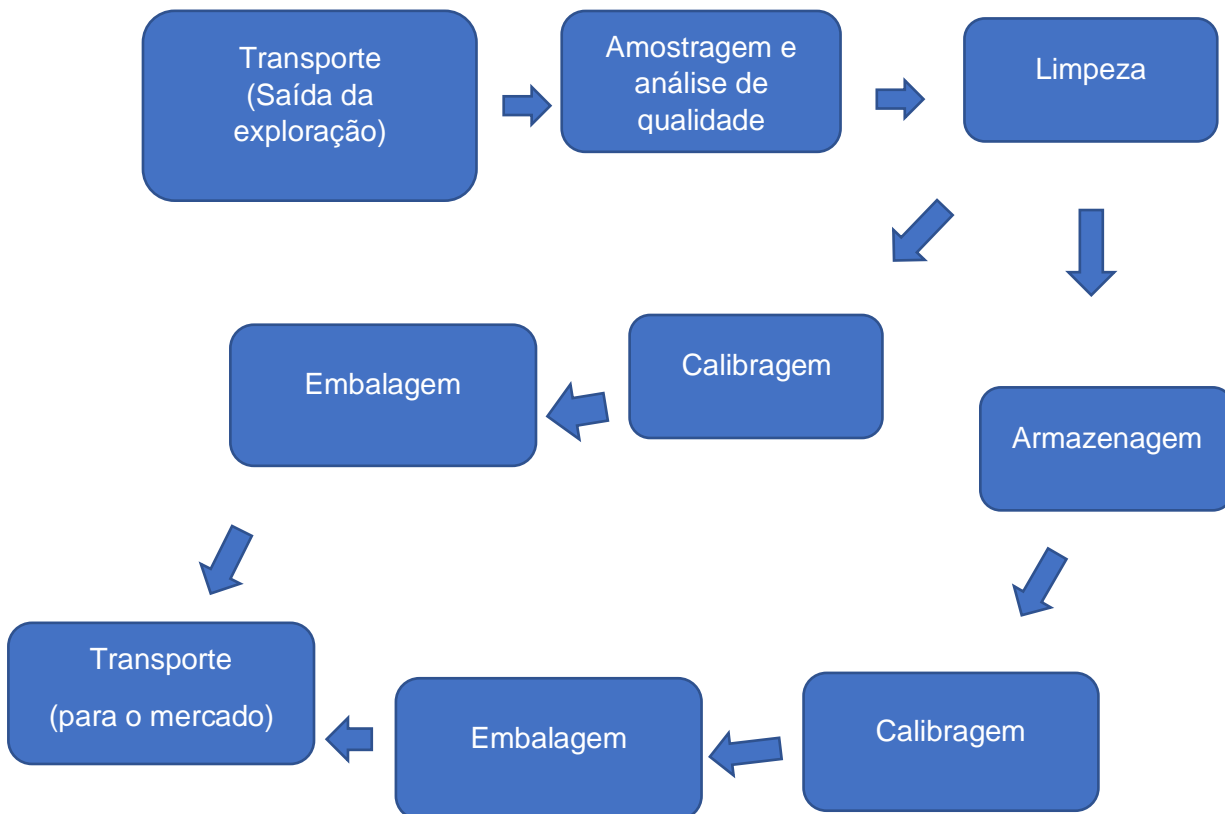 Transporte
(Saída da
exploração)
Amostragem e
análise de
qualidade
Limpeza
Calibragem
Embalagem
Armazenagem
Transporte
(para o mercado)
Embalagem
Calibragem